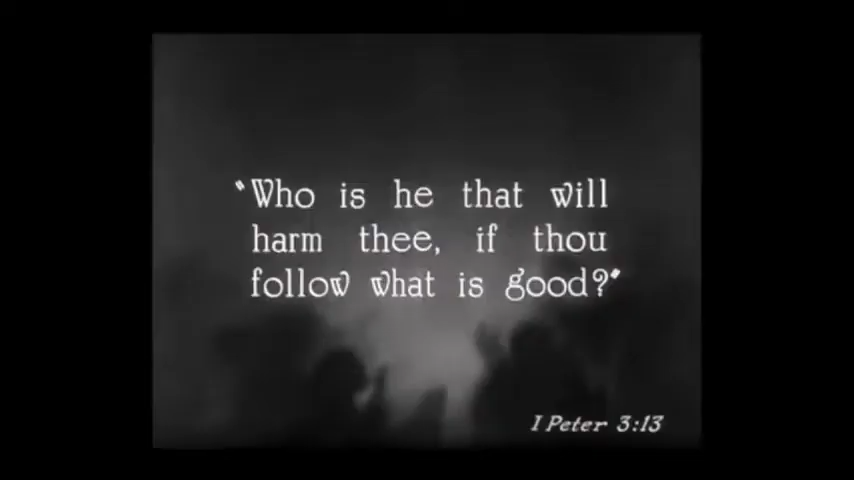 "Who is he that will
harm thee, if thou
follow what is good?"
I Peter 3:13